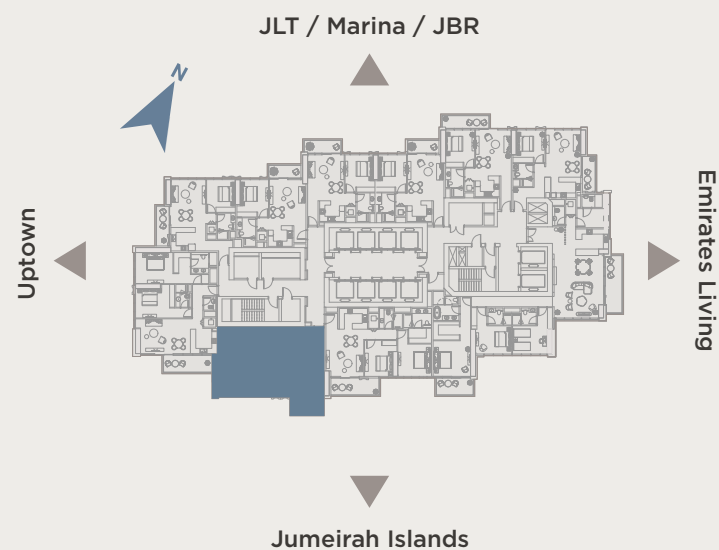 JLT / Marina / JBR
N
Uptown
Emirates Living
Jumeirah Islands